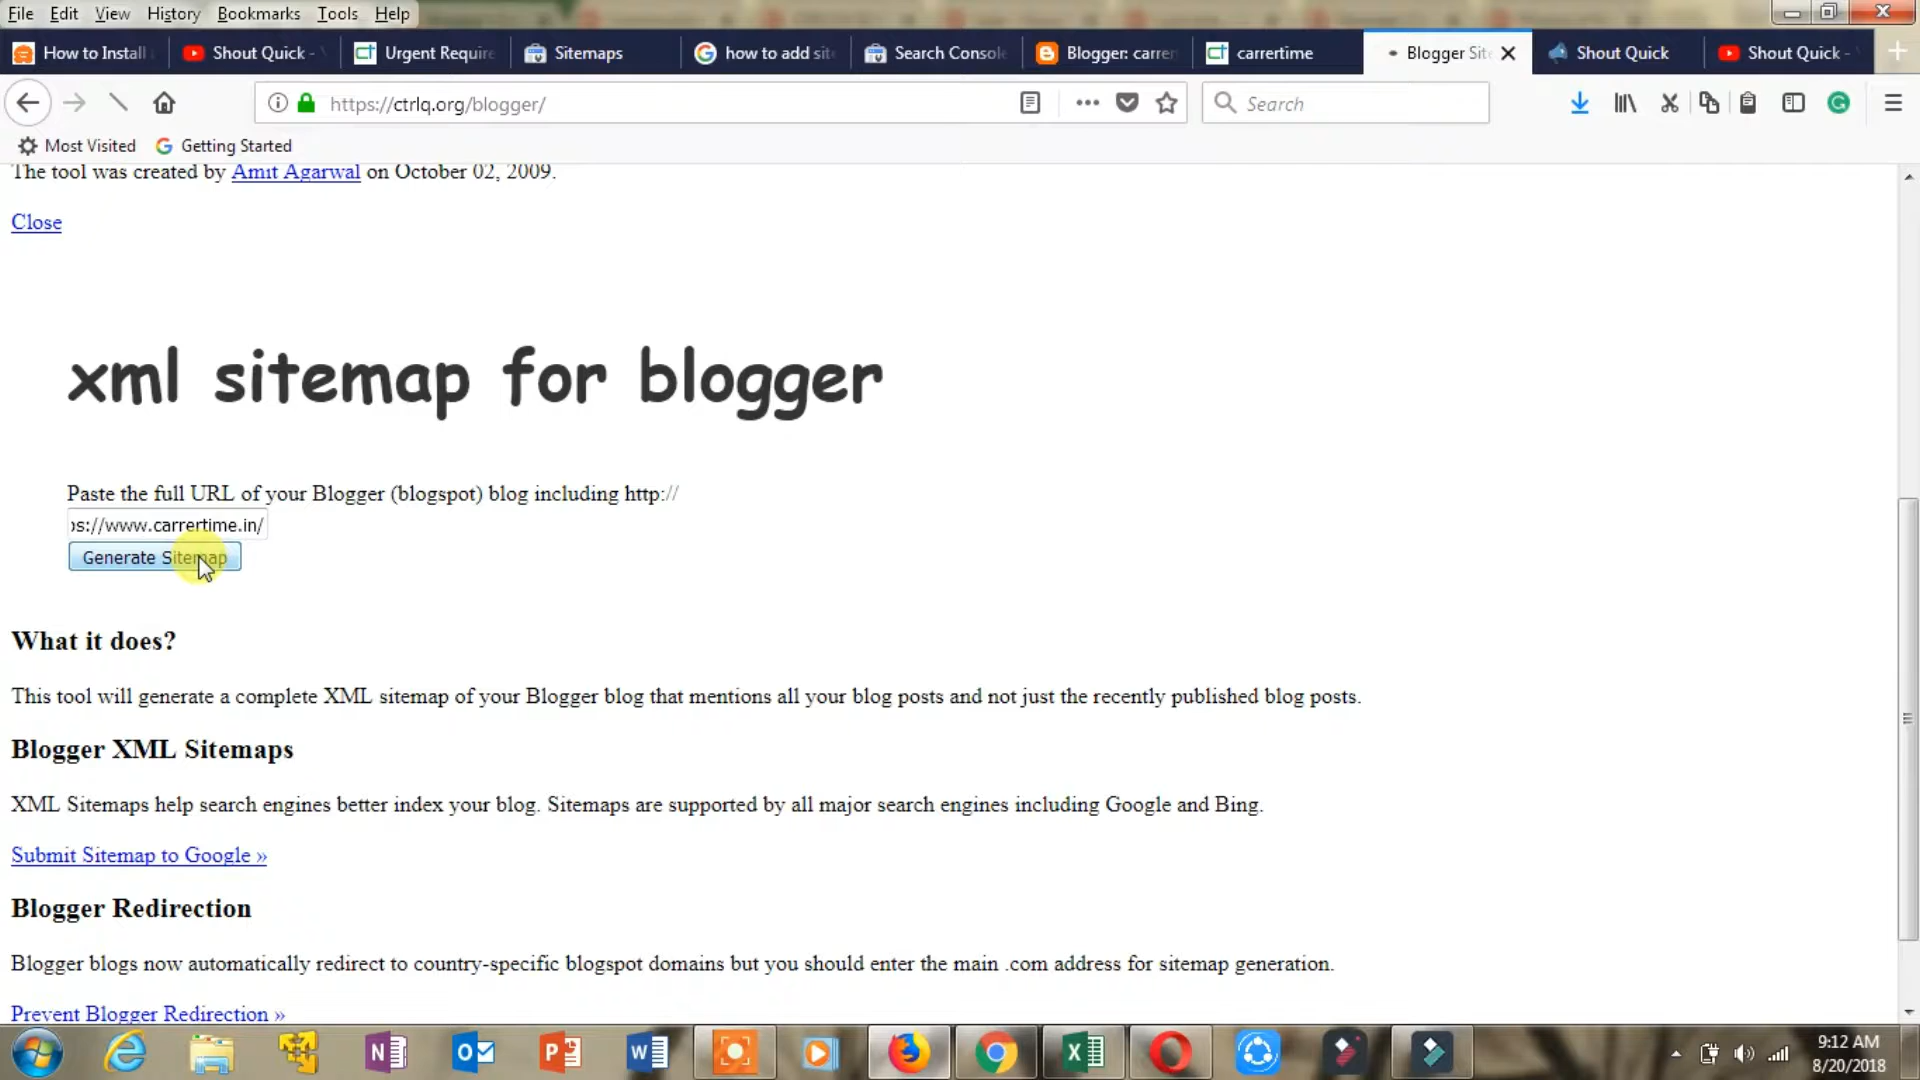 File Edit View History Bookmarks Tools Help
How to Install
Shout Quick -
Urgent Require
Sitemaps
how to add sit
Search Consol
Blogger: carrer
carrertime
Blogger Sit
Shout Quick
Shout Quick -
https://ctrlq.org/blogger/
Search
Most Visited
Getting Started
The tool was created by Amit Agarwal on October 02, 2009.
Close
xml sitemap for blogger
Paste the full URL of your Blogger (blogspot) blog including http://
ps://www.carrertime.in/
Generate Sitemap
What it does?
This tool will generate a complete XML sitemap of your Blogger blog that mentions all your blog posts and not just the recently published blog posts.
Blogger XML Sitemaps
XML Sitemaps help search engines better index your blog. Sitemaps are supported by all major search engines including Google and Bing.
Submit Sitemap to Google »
Blogger Redirection
Blogger blogs now automatically redirect to country-specific blogspot domains but you should enter the main .com address for sitemap generation.
Prevent Blogger Redirection »
9:12 AM
8/20/2018